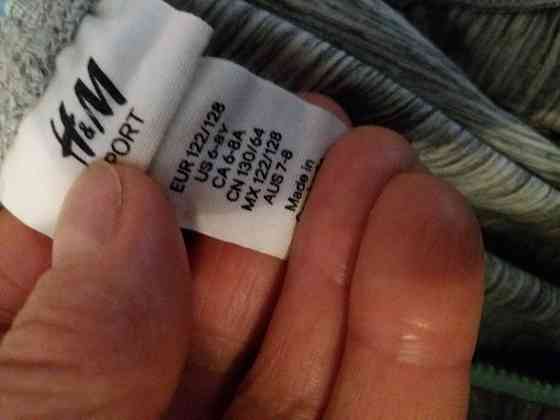 H&M
PORT
EUR 122/128
US 6-8Y
CA 6-8A
CN 130/64
MX 122/128
AUS 7-8
Made in